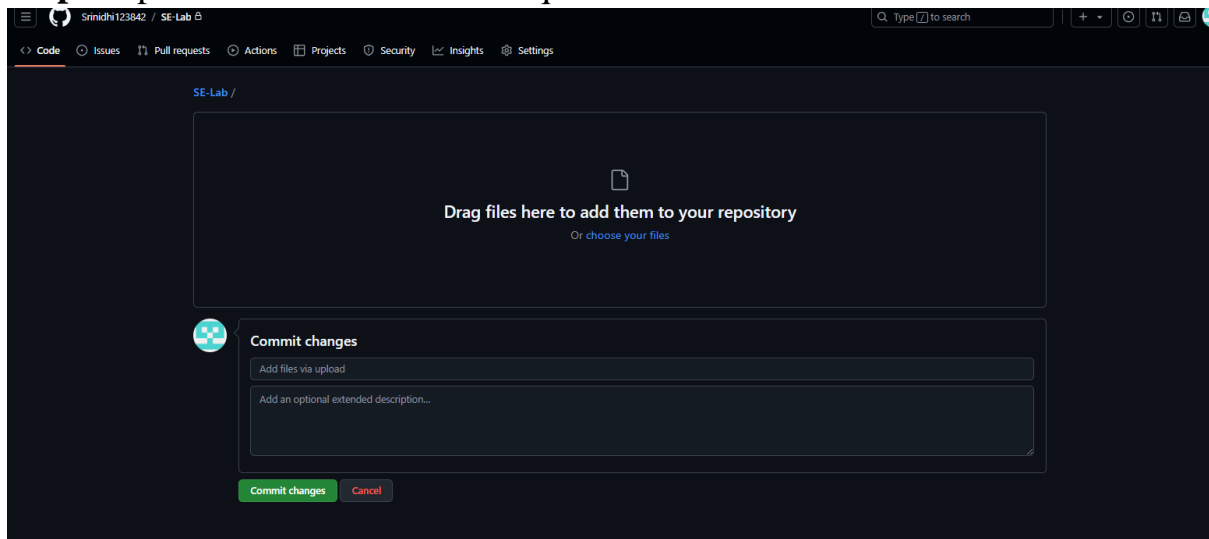 Srinidhi123842 / SE-Lab
Type / to search
Code Issues Pull requests Actions Projects Security Insights Settings
SE-Lab /
Drag files here to add them to your repository
Or choose your files
Commit changes
Add files via upload
Add an optional extended description...
Commit changes Cancel